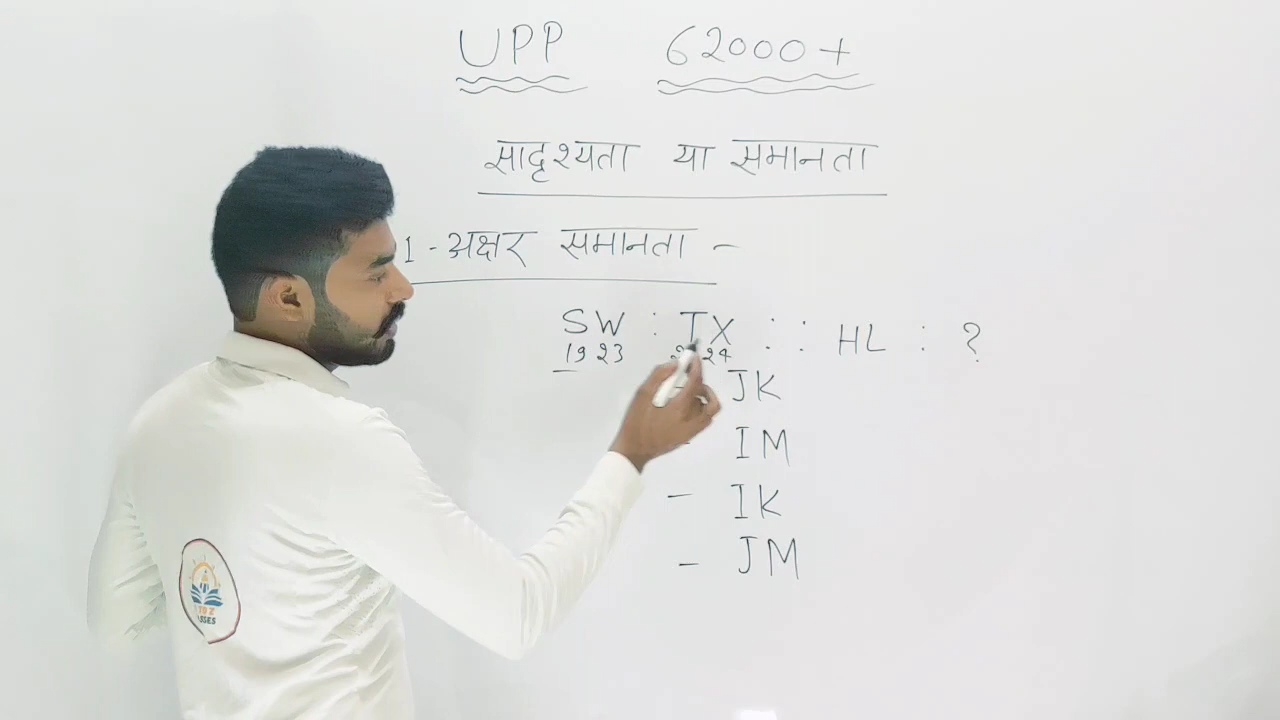 UPP 62000+
सादृश्यता या समानता
1 - अक्षर समानता -
SW : TX : : HL : ?
19 23 24
JK
- IM
- IK
- JM